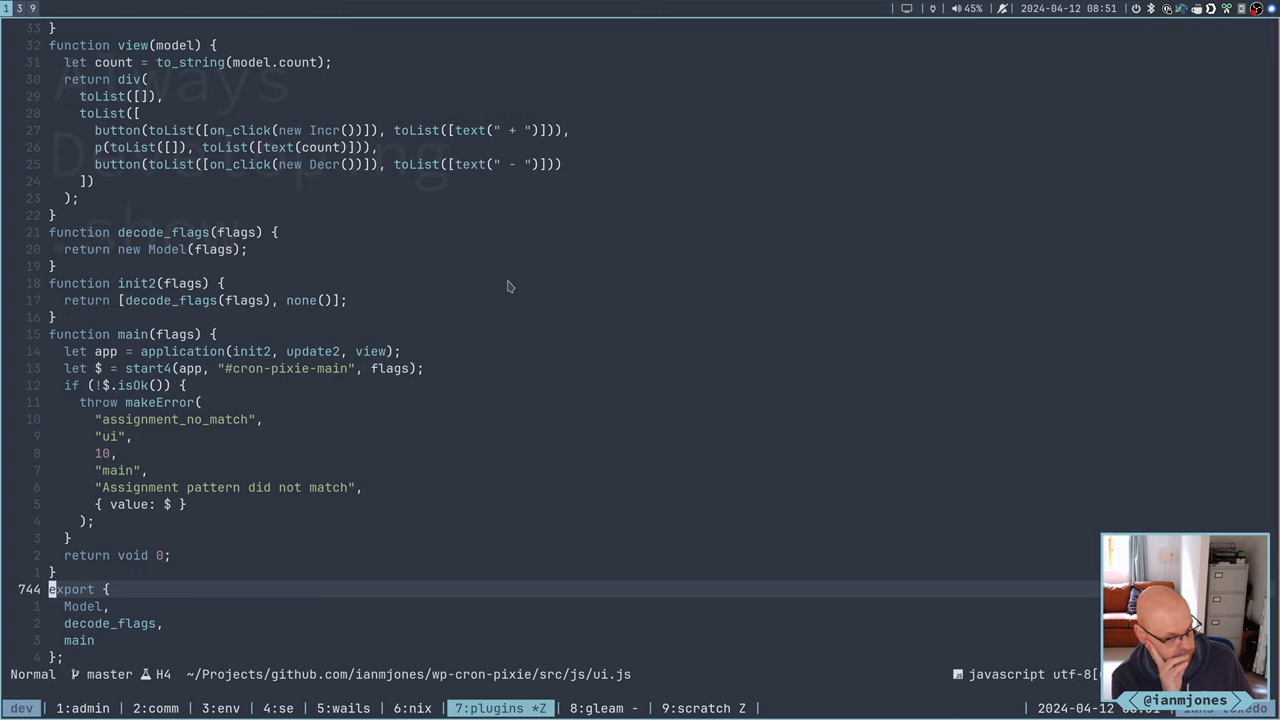 1 3 9 45% 2024-04-12 08:51
33 }
32 function view(model) {
31 let count = to_string(model.count);
30 return div(
29 toList([]),
28 toList([
27 button(toList([on_click(new Incr())]), toList([text(" + ")])),
26 p(toList([]), toList([text(count)])),
25 button(toList([on_click(new Decr())]), toList([text(" - ")]))
24 ])
23 );
22 }
21 function decode_flags(flags) {
20 return new Model(flags);
19 }
18 function init2(flags) {
17 return [decode_flags(flags), none()];
16 }
15 function main(flags) {
14 let app = application(init2, update2, view);
13 let $ = start4(app, "#cron-pixie-main", flags);
12 if (!$.isOk()) {
11 throw makeError(
10 "assignment_no_match",
9 "ui",
8 10,
7 "main",
6 "Assignment pattern did not match",
5 { value: $ }
4 );
3 }
2 return void 0;
1 }
744 export {
1 Model,
2 decode_flags,
3 main
4 };
Always
Developing
.show
Normal master H4 ~/Projects/github.com/ianmjones/wp-cron-pixie/src/js/ui.js javascript utf-8[
@ianmjones
dev 1:admin 2:comm 3:env 4:se 5:wails 6:nix 7:plugins *Z 8:gleam - 9:scratch Z 2024-04-12